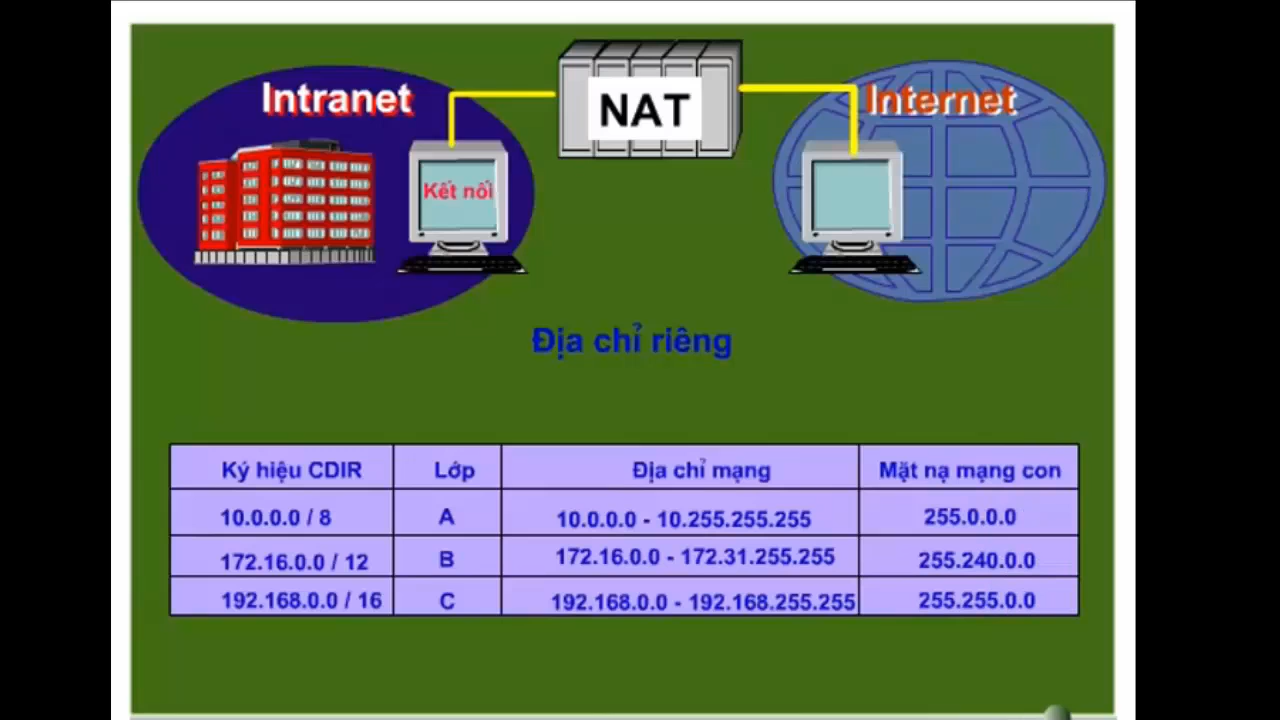 Intranet
NAT
Internet
Kết nối
Địa chỉ riêng
Ký hiệu CDIR Lớp Địa chỉ mạng Mặt nạ mạng con
10.0.0.0 / 8 A 10.0.0.0 - 10.255.255.255 255.0.0.0
172.16.0.0 / 12 B 172.16.0.0 - 172.31.255.255 255.240.0.0
192.168.0.0 / 16 C 192.168.0.0 - 192.168.255.255 255.255.0.0